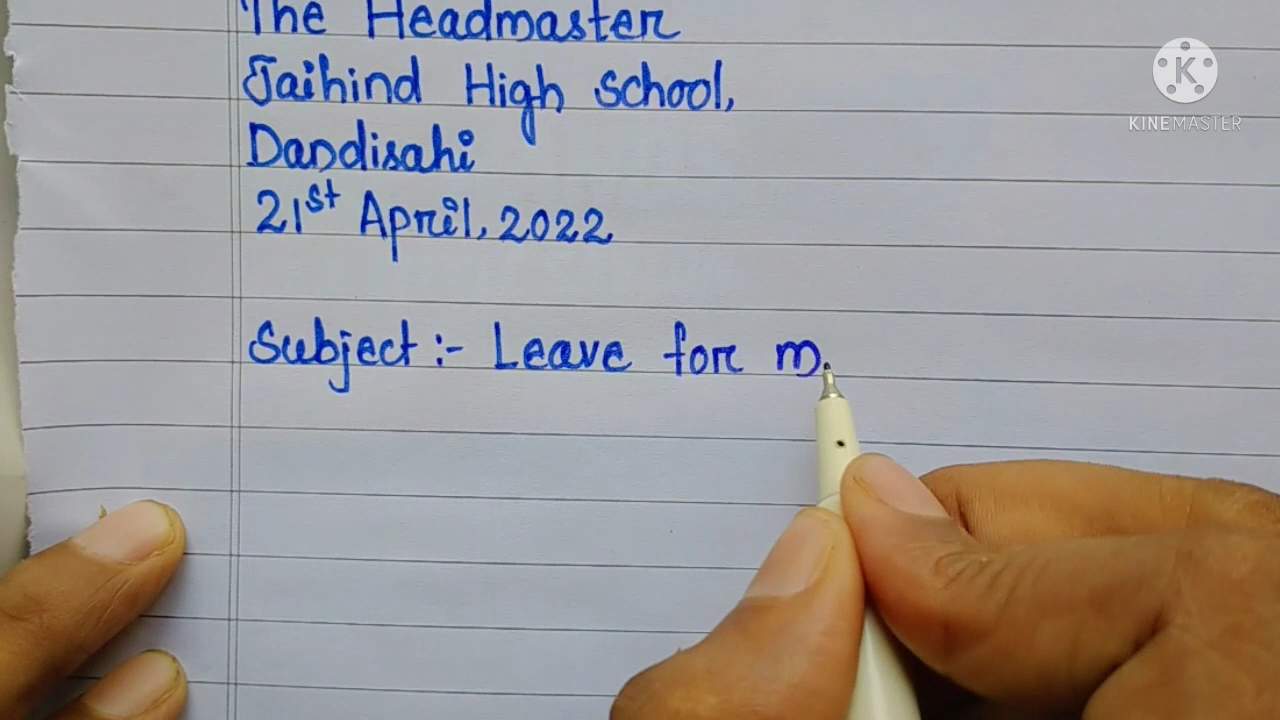 The Headmaster
Jaihind High School,
Dandisahi
21st April, 2022
Subject:- Leave for m
K
KINEMASTER